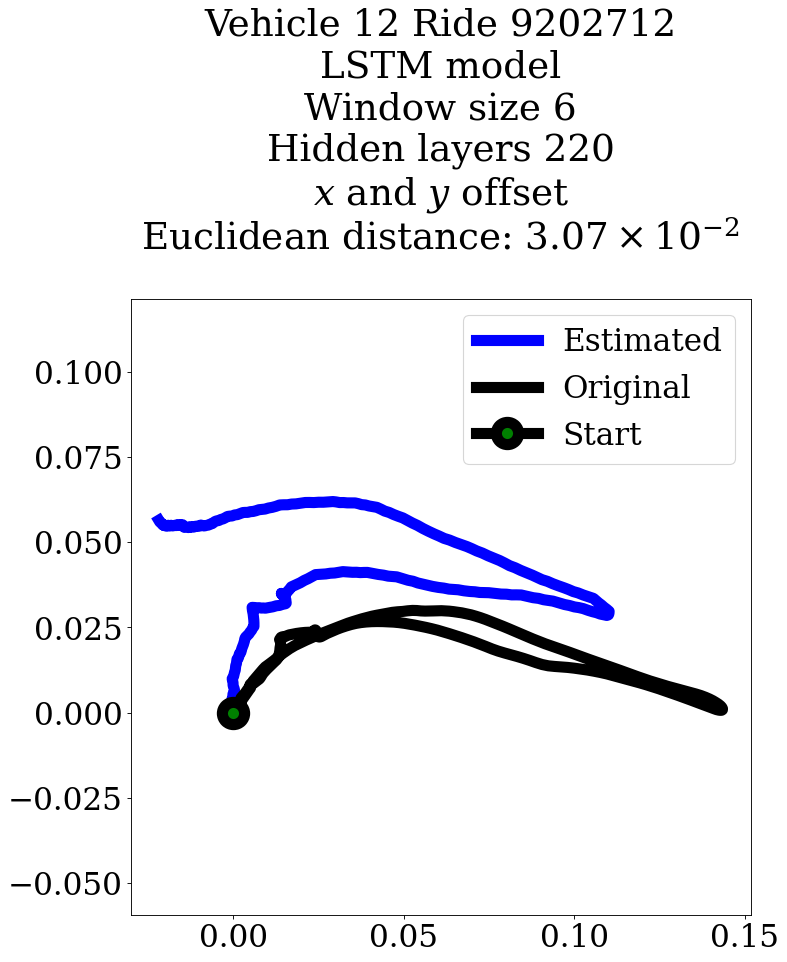 Vehicle 12 Ride 9202712
LSTM model
Window size 6
Hidden layers 220
x and y offset
Euclidean distance: 3.07 × 10⁻²
Estimated
Original
Start
0.100
0.075
0.050
0.025
0.000
−0.025
−0.050
0.00 0.05 0.10 0.15